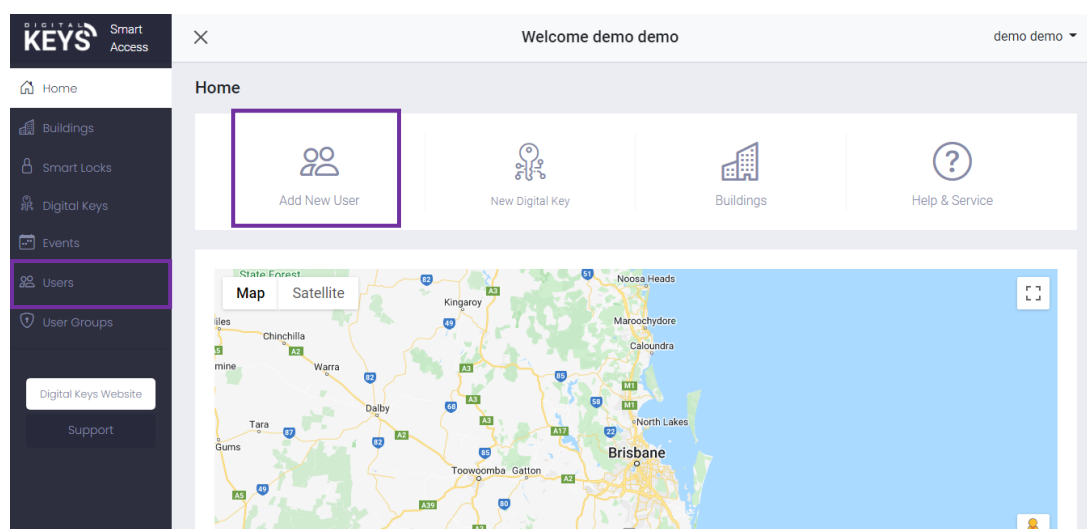 DIGITAL
KEYS
Smart
Access
Welcome demo demo
demo demo
Home
Buildings
Smart Locks
Digital Keys
Events
Users
User Groups
Digital Keys Website
Support
Home
Add New User
New Digital Key
Buildings
Help & Service
Map
Satellite
State Forest
52
51
Noosa Heads
A3
Kingaroy
49
Maroochydore
iles
Chinchilla
Caloundra
A5
A2
mine
Warra
82
A3
85
M1
Dalby
68
A3
58
M1
Tara
87
82
A2
A3
A17
22
North Lakes
Gums
85
Brisbane
Toowoomba
Gatton
A2
A5
49
A39
80
A2